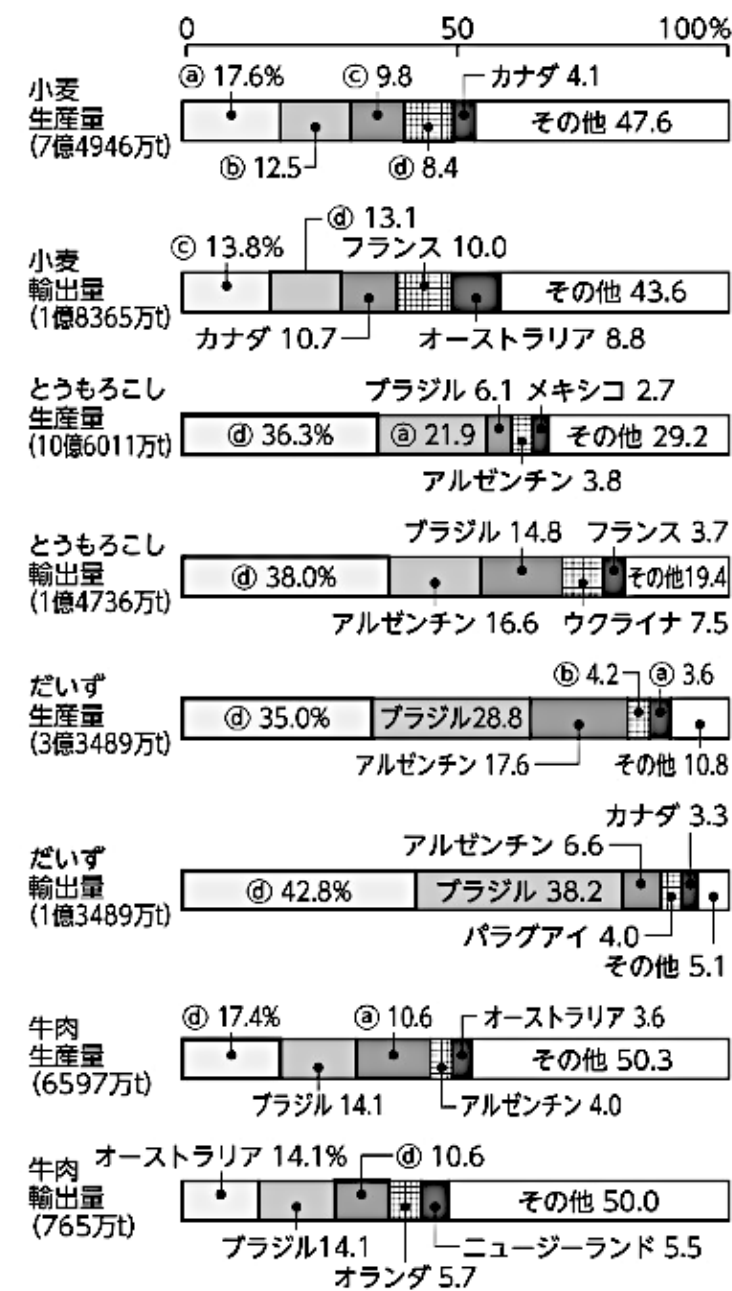 0 50 100%
ⓐ 17.6% ⓒ 9.8 カナダ 4.1
小麦
生産量
(7億4946万t)
その他 47.6
ⓑ 12.5 ⓓ 8.4
ⓓ 13.1
ⓒ 13.8% フランス 10.0
小麦
輸出量
(1億8365万t)
その他 43.6
カナダ 10.7 オーストラリア 8.8
とうもろこし
生産量
(10億6011万t)
ブラジル 6.1 メキシコ 2.7
ⓓ 36.3% ⓐ 21.9 その他 29.2
アルゼンチン 3.8
ブラジル 14.8 フランス 3.7
とうもろこし
輸出量
(1億4736万t)
ⓓ 38.0% その他19.4
アルゼンチン 16.6 ウクライナ 7.5
ⓑ 4.2 ⓐ 3.6
だいず
生産量
(3億3489万t)
ⓓ 35.0% ブラジル28.8
アルゼンチン 17.6 その他 10.8
カナダ 3.3
アルゼンチン 6.6
だいず
輸出量
(1億3489万t)
ⓓ 42.8% ブラジル 38.2
パラグアイ 4.0
その他 5.1
ⓓ 17.4% ⓐ 10.6 オーストラリア 3.6
牛肉
生産量
(6597万t)
その他 50.3
ブラジル 14.1 アルゼンチン 4.0
オーストラリア 14.1% ⓓ 10.6
牛肉
輸出量
(765万t)
その他 50.0
ブラジル14.1 ニュージーランド 5.5
オランダ 5.7